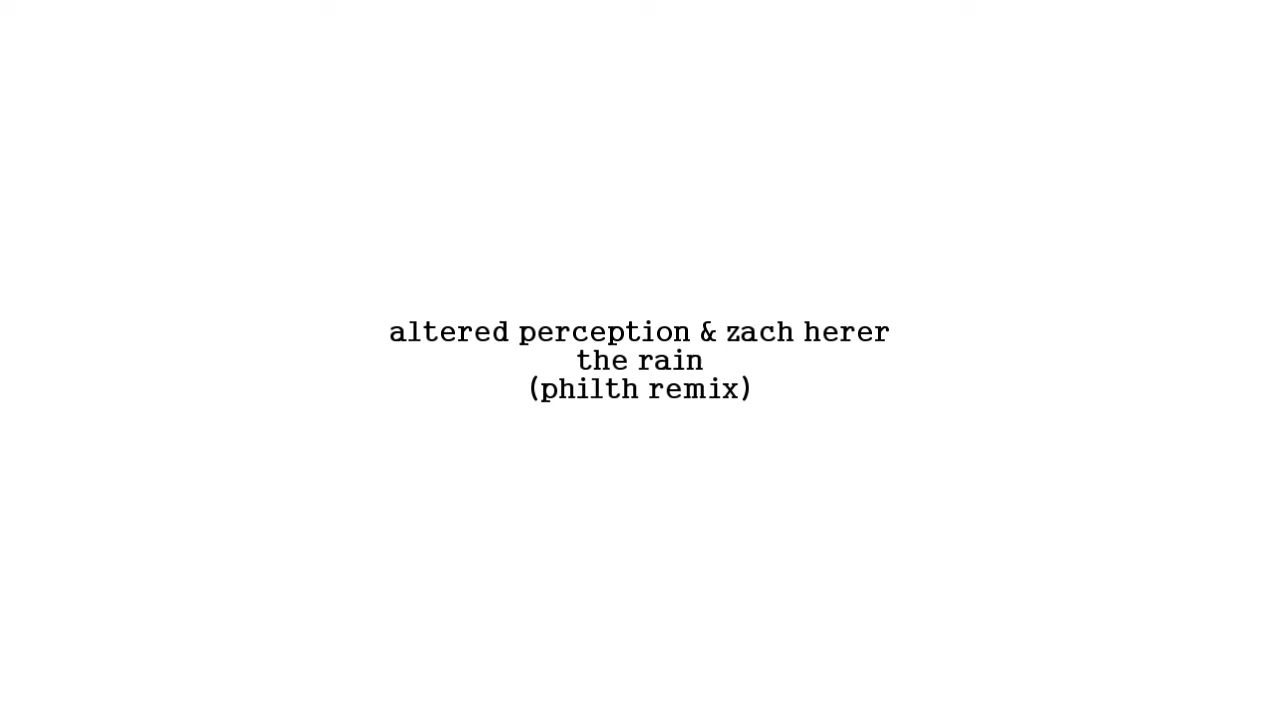 altered perception & zach herer
the rain
(philth remix)